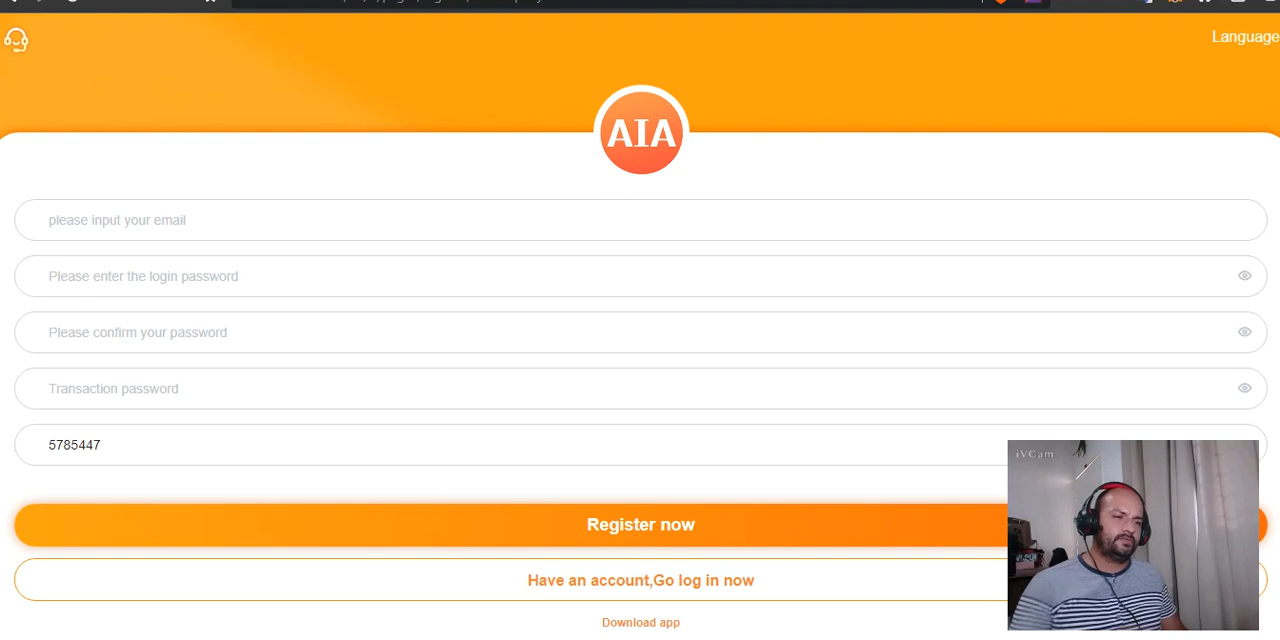 Language
AIA
please input your email
Please enter the login password
Please confirm your password
Transaction password
5785447
iVCam
Register now
Have an account,Go log in now
Download app